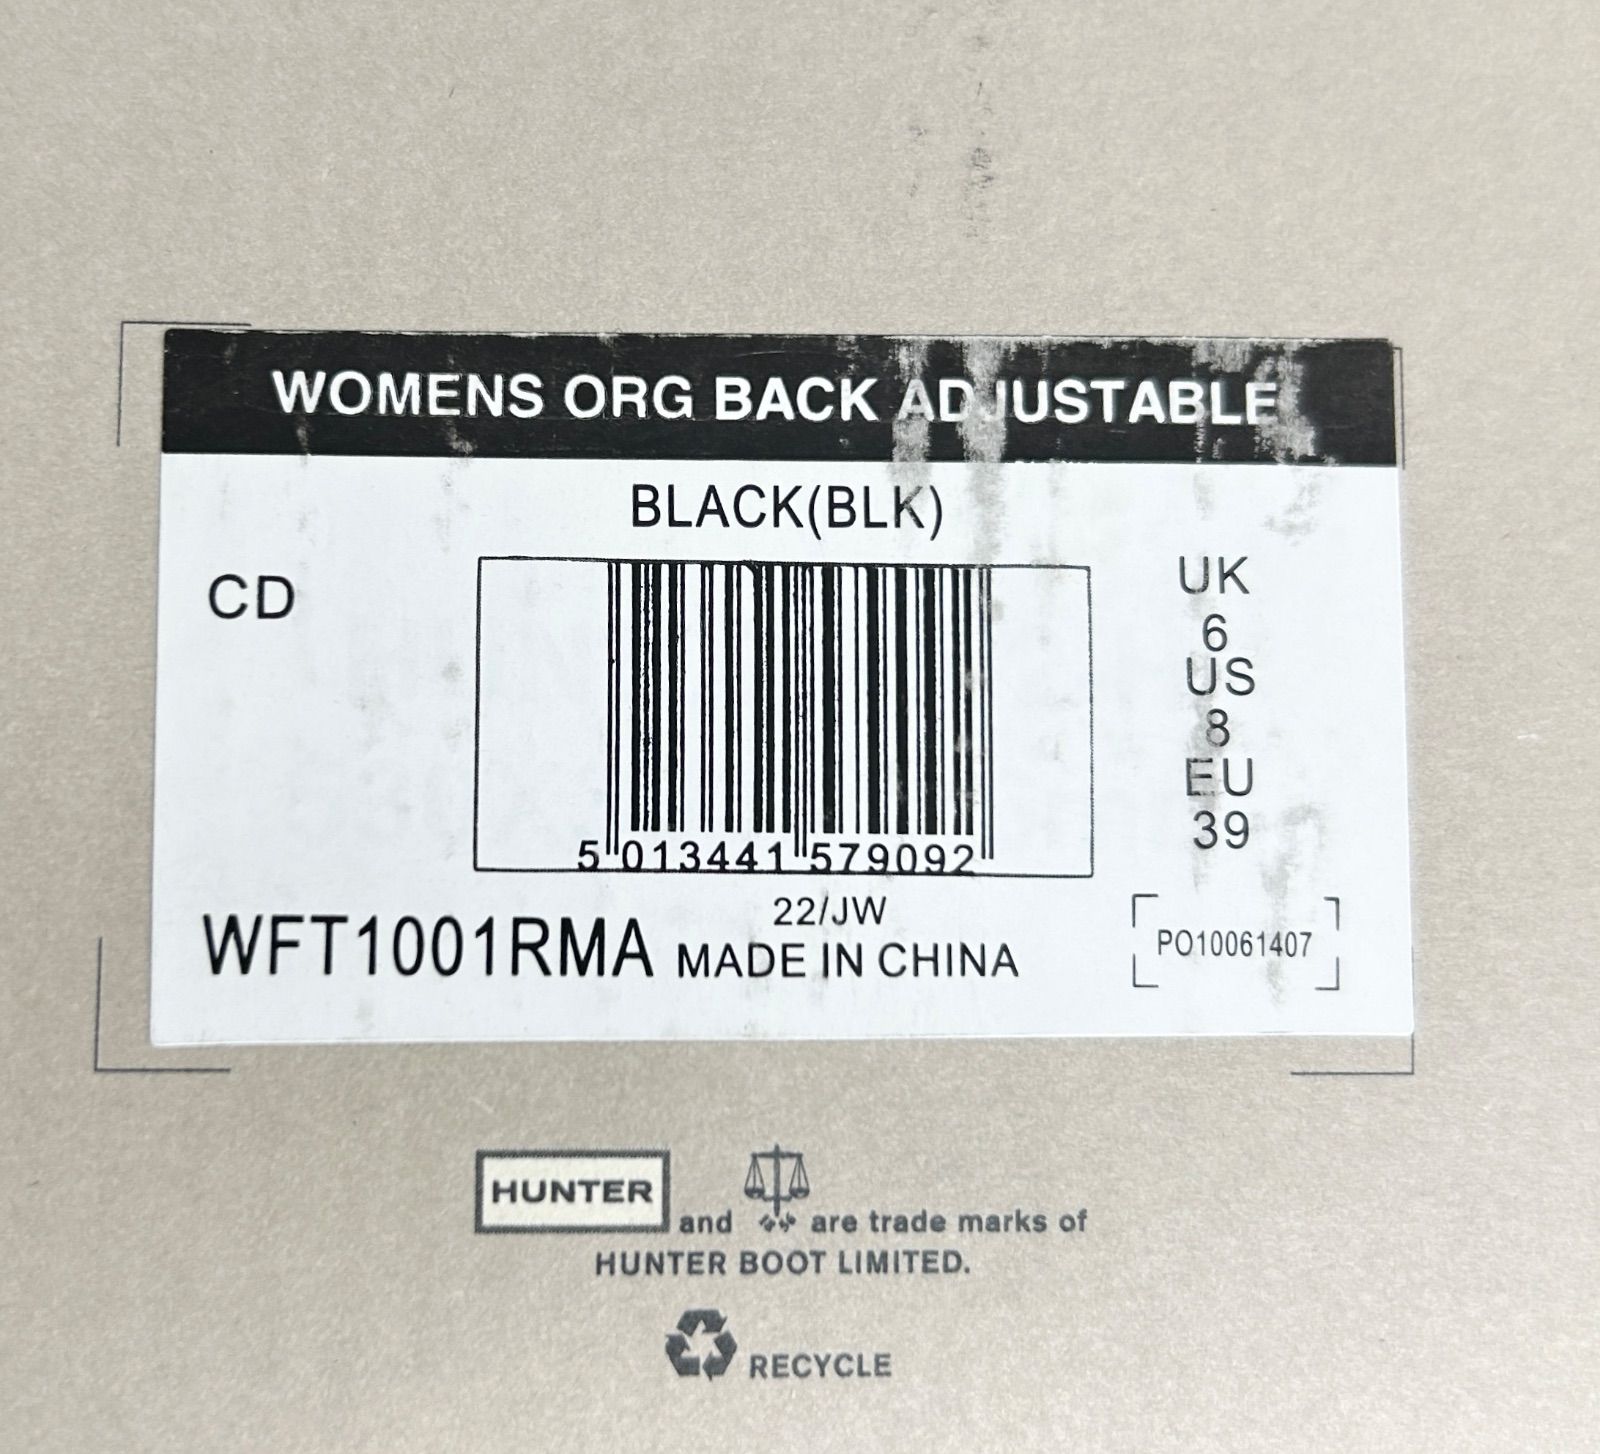 WOMENS ORG BACK ADJUSTABLE
BLACK(BLK)
CD
UK
6
US
8
EU
39
5 013441 579092
22/JW
WFT1001RMA MADE IN CHINA
PO10061407
HUNTER and are trade marks of
HUNTER BOOT LIMITED.
RECYCLE